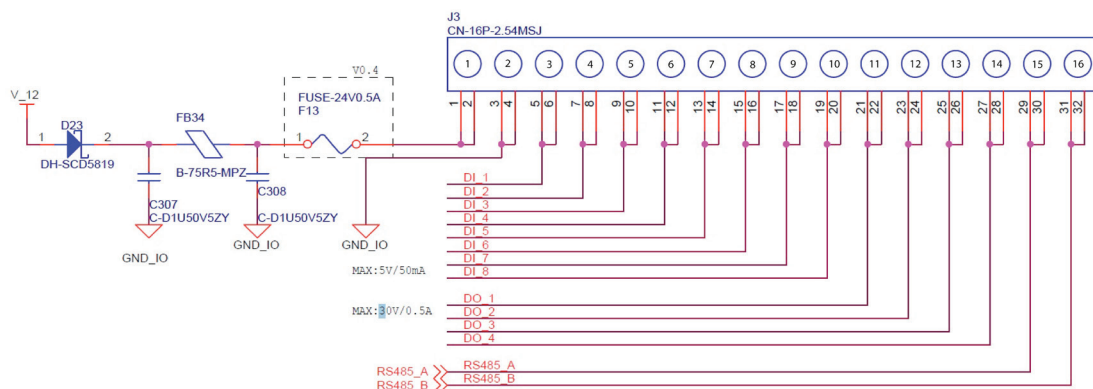 J3
CN-16P-2.54MSJ
1 2 3 4 5 6 7 8 9 10 11 12 13 14 15 16
1 2 3 4 5 6 7 8 9 10 11 12 13 14 15 16 17 18 19 20 21 22 23 24 25 26 27 28 29 30 31 32
V0.4
FUSE-24V0.5A
F13
1 2
V_12
1 D23 2
DH-SCD5819
FB34
B-75R5-MPZ
C307
C-D1U50V5ZY
C308
C-D1U50V5ZY
GND_IO
GND_IO
GND_IO
DI_1
DI_2
DI_3
DI_4
DI_5
DI_6
DI_7
MAX:5V/50mA DI_8
DO_1
MAX:30V/0.5A DO_2
DO_3
DO_4
RS485_A RS485_A
RS485_B RS485_B